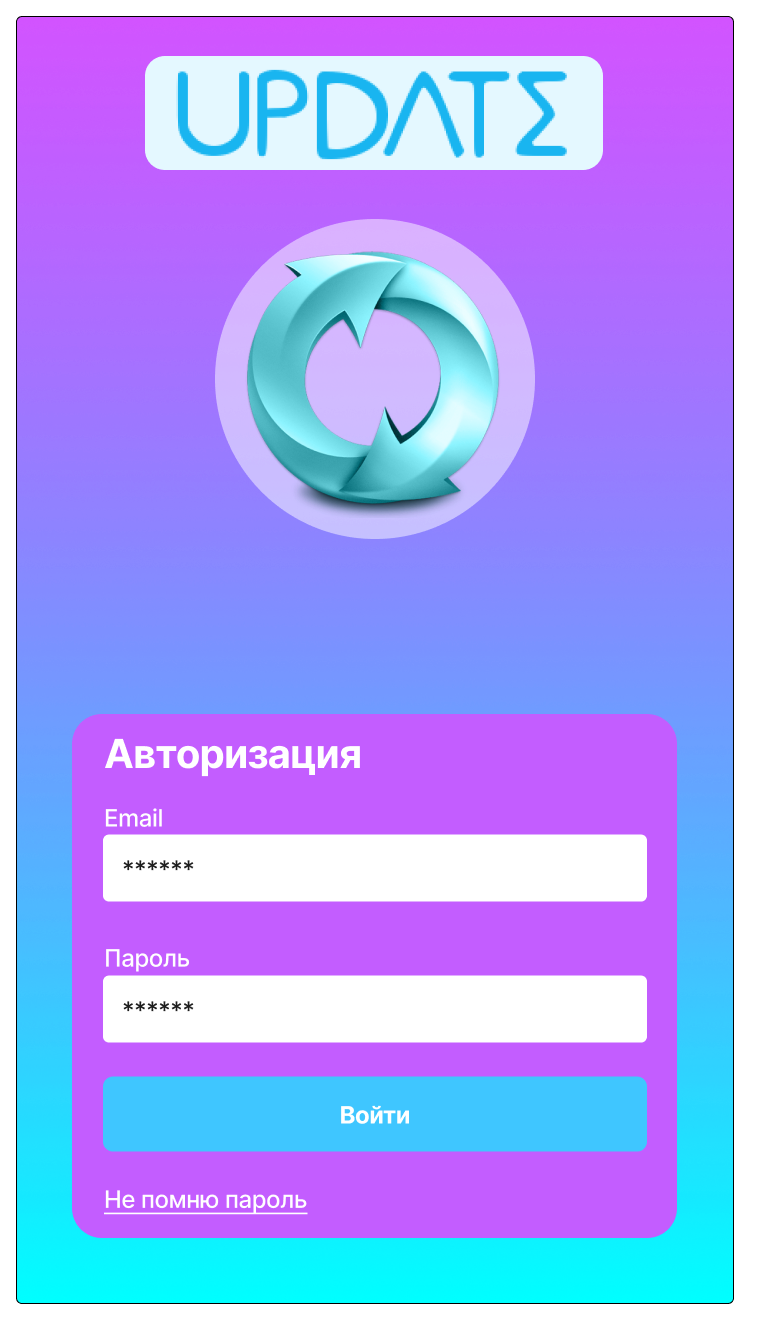 UPDATE
Авторизация
Email
******
Пароль
******
Войти
Не помню пароль